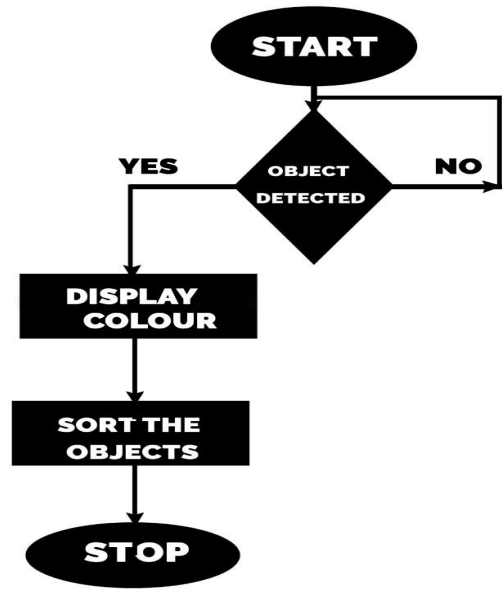 START
YES
NO
OBJECT
DETECTED
DISPLAY
COLOUR
SORT THE
OBJECTS
STOP